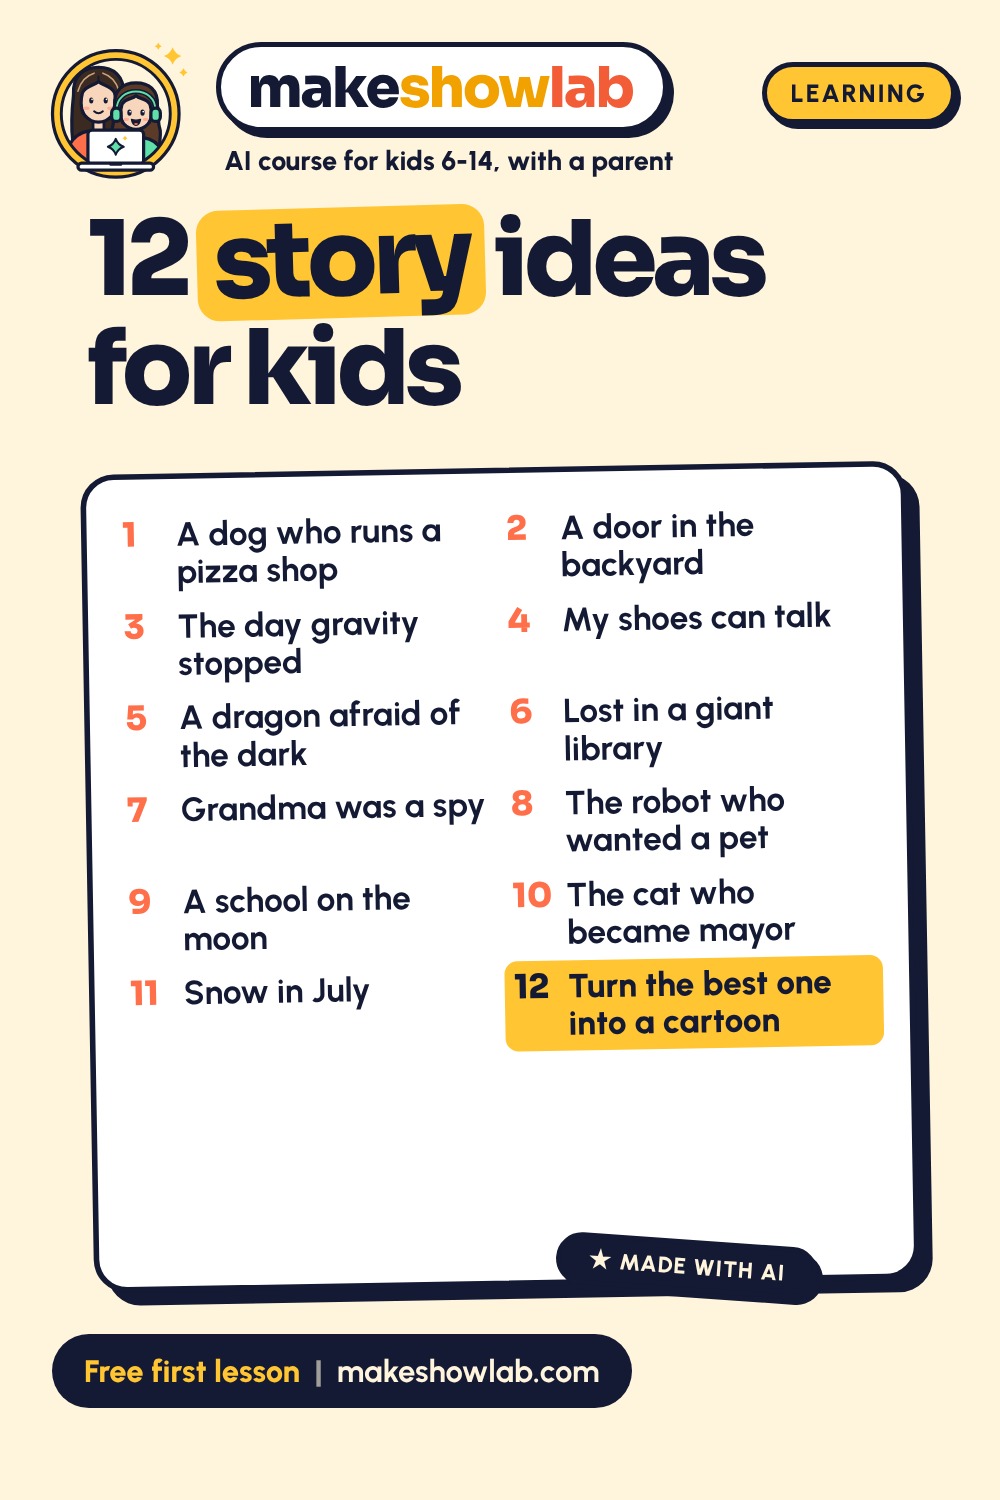 makeshowlab
LEARNING
AI course for kids 6-14, with a parent
12 story ideas
for kids
1 A dog who runs a
pizza shop
2 A door in the
backyard
3 The day gravity
stopped
4 My shoes can talk
5 A dragon afraid of
the dark
6 Lost in a giant
library
7 Grandma was a spy
8 The robot who
wanted a pet
9 A school on the
moon
10 The cat who
became mayor
11 Snow in July
12 Turn the best one
into a cartoon
★ MADE WITH AI
Free first lesson | makeshowlab.com